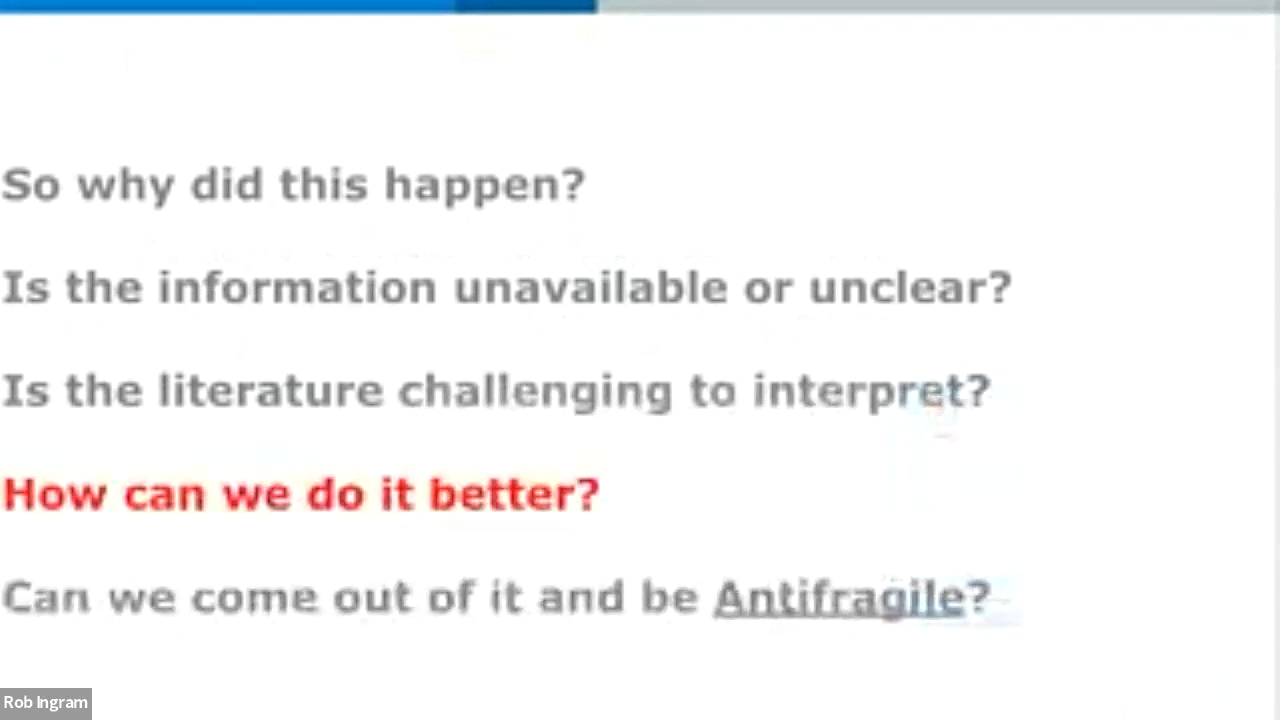 So why did this happen?
Is the information unavailable or unclear?
Is the literature challenging to interpret?
How can we do it better?
Can we come out of it and be Antifragile?
Rob Ingram